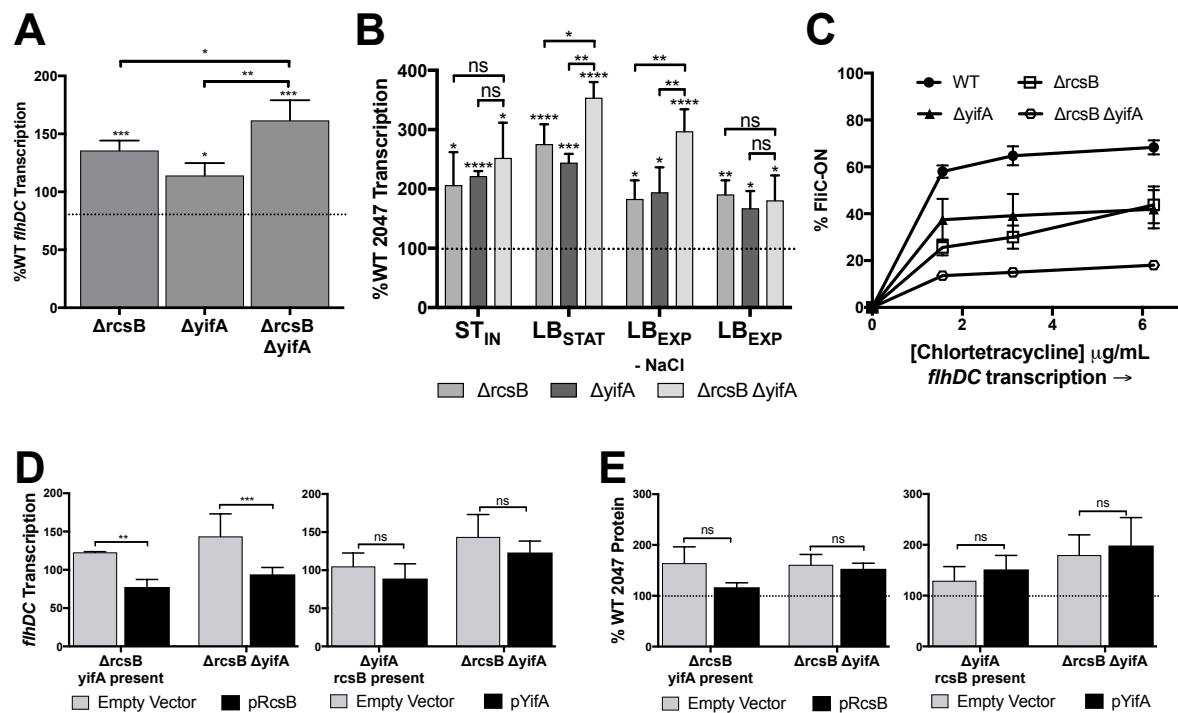 A
%WT flhDC Transcription
200
150
100
50
0
*
**
***
*
***
ΔrcsB
ΔyifA
ΔrcsB
ΔyifA
B
%WT 2047 Transcription
400
300
200
100
0
ns
ns
*
****
*
*
**
****
***
****
**
**
*
*
****
ns
ns
**
*
*
STIN
LBSTAT
LBEXP
- NaCl
LBEXP
ΔrcsB
ΔyifA
ΔrcsB ΔyifA
C
% FliC-ON
100
80
60
40
20
0
WT
ΔrcsB
ΔyifA
ΔrcsB ΔyifA
0
2
4
6
[Chlortetracycline] μg/mL
flhDC transcription →
D
flhDC Transcription
200
150
100
50
0
**
***
ΔrcsB
yifA present
ΔrcsB ΔyifA
Empty Vector
pRcsB
200
150
100
50
0
ns
ns
ΔyifA
rcsB present
ΔrcsB ΔyifA
Empty Vector
pYifA
E
% WT 2047 Protein
300
200
100
0
ns
ns
ΔrcsB
yifA present
ΔrcsB ΔyifA
Empty Vector
pRcsB
300
200
100
0
ns
ns
ΔyifA
rcsB present
ΔrcsB ΔyifA
Empty Vector
pYifA